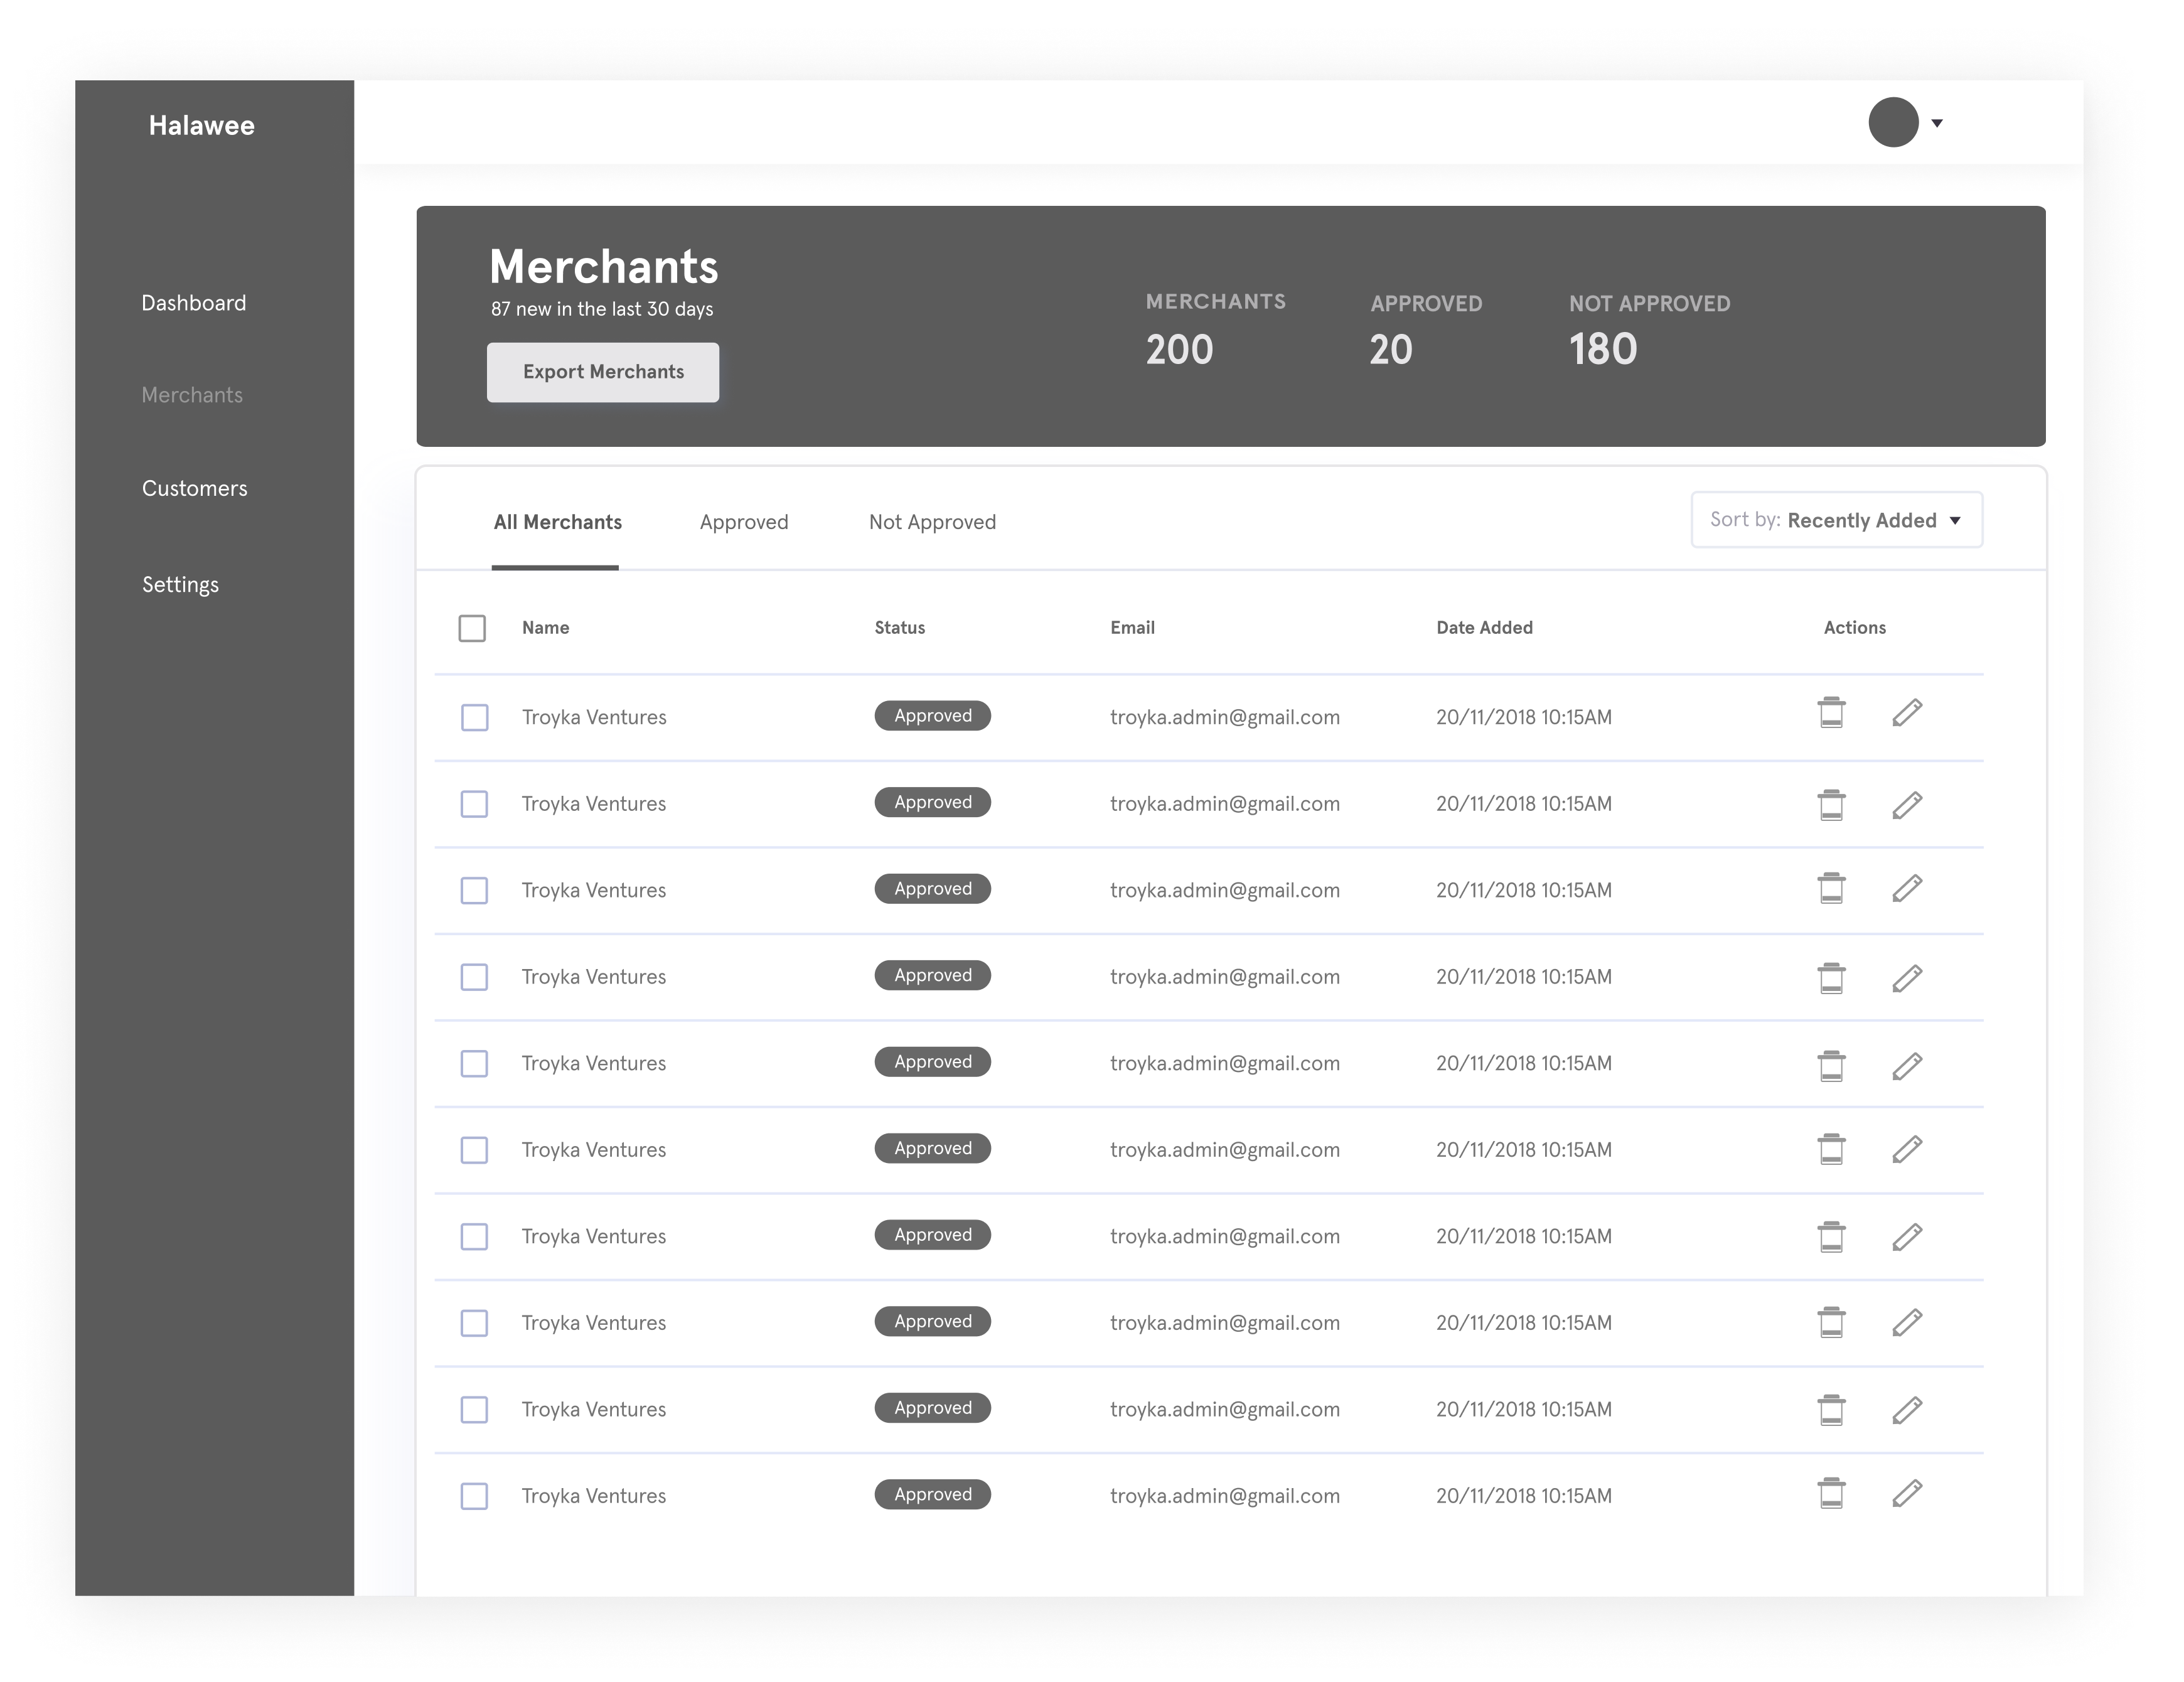 Halawee
Dashboard
Merchants
Customers
Settings
Merchants
87 new in the last 30 days
Export Merchants
MERCHANTS APPROVED NOT APPROVED
200 20 180
All Merchants Approved Not Approved Sort by: Recently Added
Name Status Email Date Added Actions
Troyka Ventures Approved troyka.admin@gmail.com 20/11/2018 10:15AM
Troyka Ventures Approved troyka.admin@gmail.com 20/11/2018 10:15AM
Troyka Ventures Approved troyka.admin@gmail.com 20/11/2018 10:15AM
Troyka Ventures Approved troyka.admin@gmail.com 20/11/2018 10:15AM
Troyka Ventures Approved troyka.admin@gmail.com 20/11/2018 10:15AM
Troyka Ventures Approved troyka.admin@gmail.com 20/11/2018 10:15AM
Troyka Ventures Approved troyka.admin@gmail.com 20/11/2018 10:15AM
Troyka Ventures Approved troyka.admin@gmail.com 20/11/2018 10:15AM
Troyka Ventures Approved troyka.admin@gmail.com 20/11/2018 10:15AM
Troyka Ventures Approved troyka.admin@gmail.com 20/11/2018 10:15AM